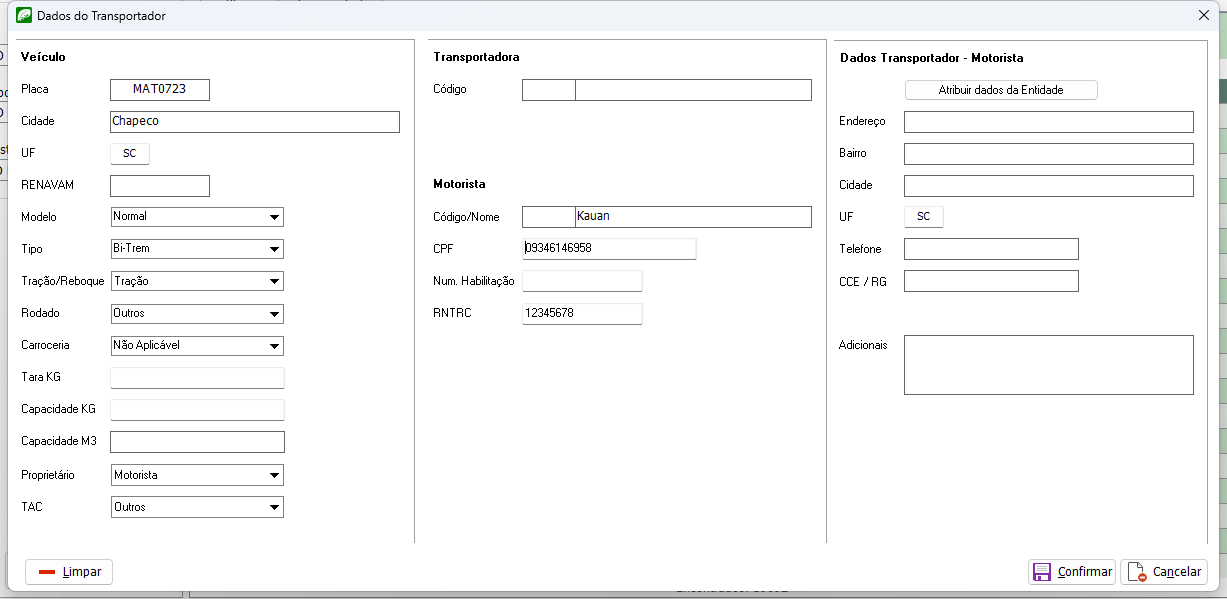 Dados do Transportador
Veículo
Placa MAT0723
Cidade Chapeco
UF SC
RENAVAM
Modelo Normal
Tipo Bi-Trem
Tração/Reboque Tração
Rodado Outros
Carroceria Não Aplicável
Tara KG
Capacidade KG
Capacidade M3
Proprietário Motorista
TAC Outros
Transportadora
Código
Motorista
Código/Nome Kauan
CPF 09346146958
Num. Habilitação
RNTRC 12345678
Dados Transportador - Motorista
Atribuir dados da Entidade
Endereço
Bairro
Cidade
UF SC
Telefone
CCE / RG
Adicionais
Limpar
Confirmar
Cancelar